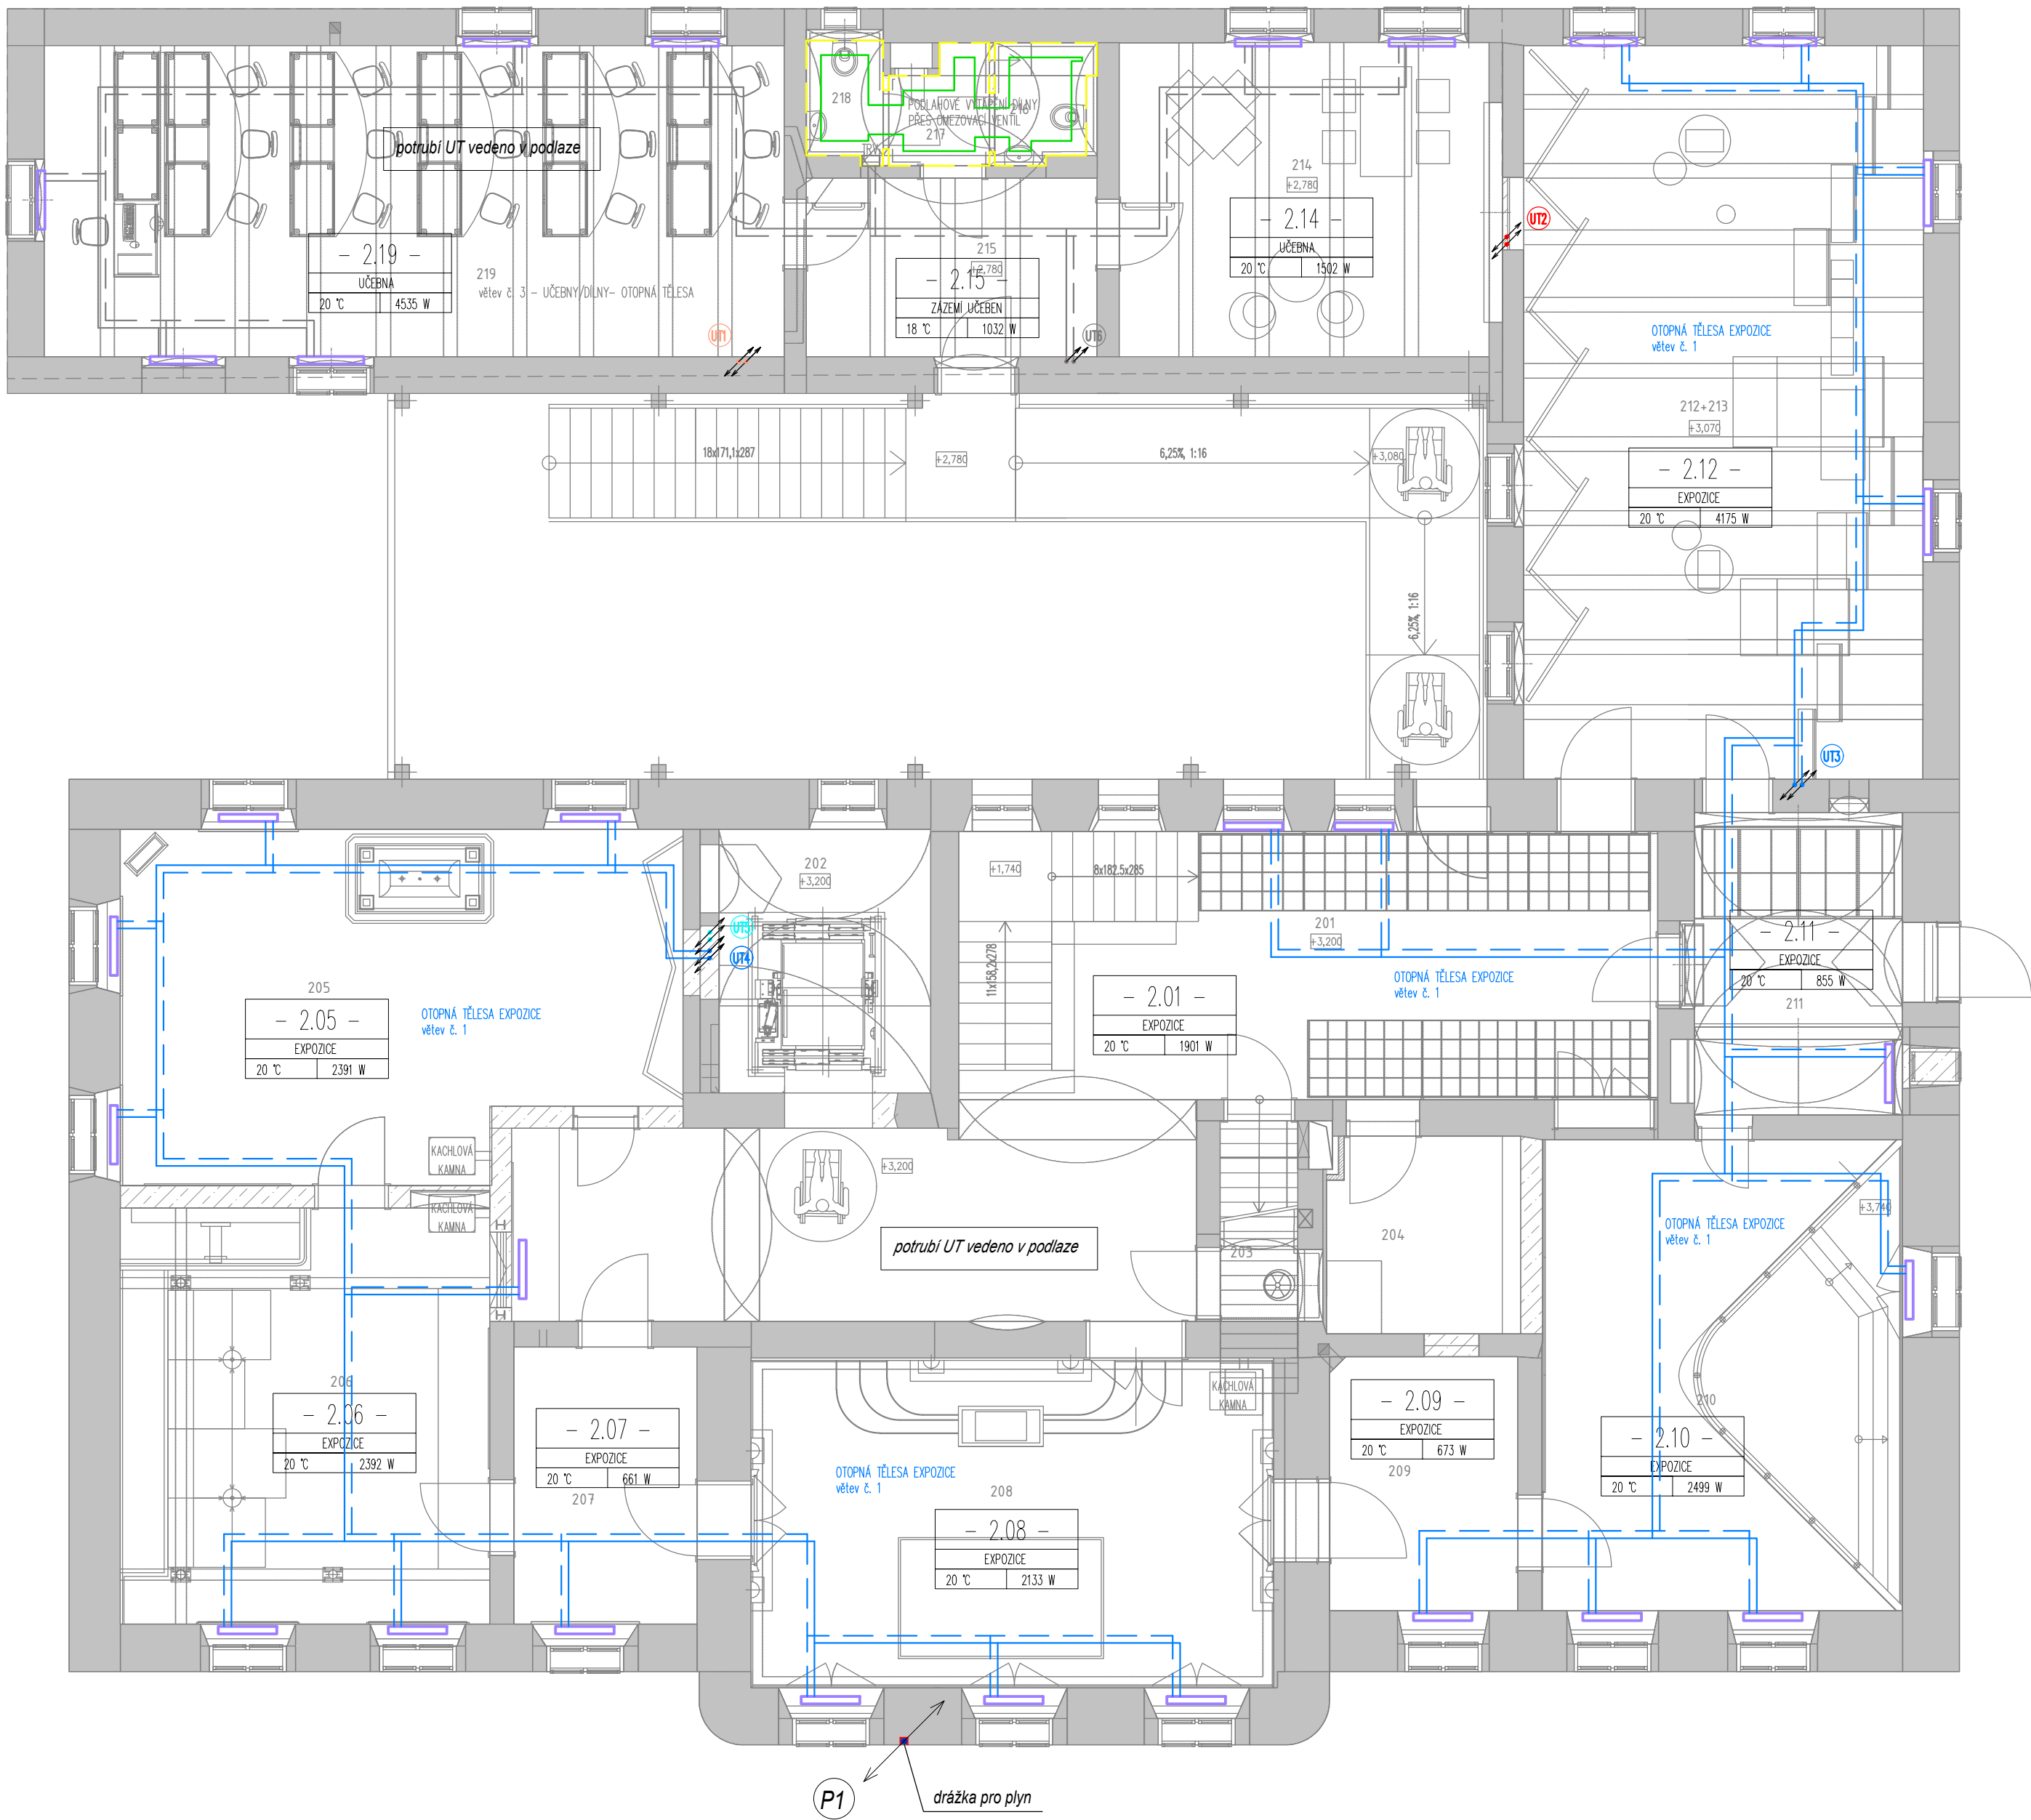 218
PODLAHOVÉ VYTÁPĚNÍ DÍLNY
PŘES OMEZOVACÍ VENTIL
216
217
TRV
potrubí UT vedeno v podlaze
214
+2,780
- 2.14 -
UČEBNA
20 °C 1502 W
UT2
- 2.19 -
UČEBNA
20 °C 4535 W
219
větev č. 3 - UČEBNY/DÍLNY- OTOPNÁ TĚLESA
215
+2,780
- 2.15 -
ZÁZEMÍ UČEBEN
18 °C 1032 W
UT1
UT6
OTOPNÁ TĚLESA EXPOZICE
větev č. 1
212+213
+3,070
- 2.12 -
EXPOZICE
20 °C 4175 W
18x171,1x287
+2,780
6,25%, 1:16
+3,080
6,25%, 1:16
UT3
202
+3,200
+1,740
8x182.5x285
11x158,2x278
201
+3,200
UT5
UT4
OTOPNÁ TĚLESA EXPOZICE
větev č. 1
- 2.01 -
EXPOZICE
20 °C 1901 W
- 2.11 -
EXPOZICE
20 °C 855 W
211
205
- 2.05 -
EXPOZICE
20 °C 2391 W
OTOPNÁ TĚLESA EXPOZICE
větev č. 1
KACHLOVÁ
KAMNA
KACHLOVÁ
KAMNA
+3,200
potrubí UT vedeno v podlaze
203
204
OTOPNÁ TĚLESA EXPOZICE
větev č. 1
+3,740
206
- 2.06 -
EXPOZICE
20 °C 2392 W
- 2.07 -
EXPOZICE
20 °C 661 W
207
KACHLOVÁ
KAMNA
OTOPNÁ TĚLESA EXPOZICE
větev č. 1
208
- 2.08 -
EXPOZICE
20 °C 2133 W
- 2.09 -
EXPOZICE
20 °C 673 W
209
210
- 2.10 -
EXPOZICE
20 °C 2499 W
P1
drážka pro plyn